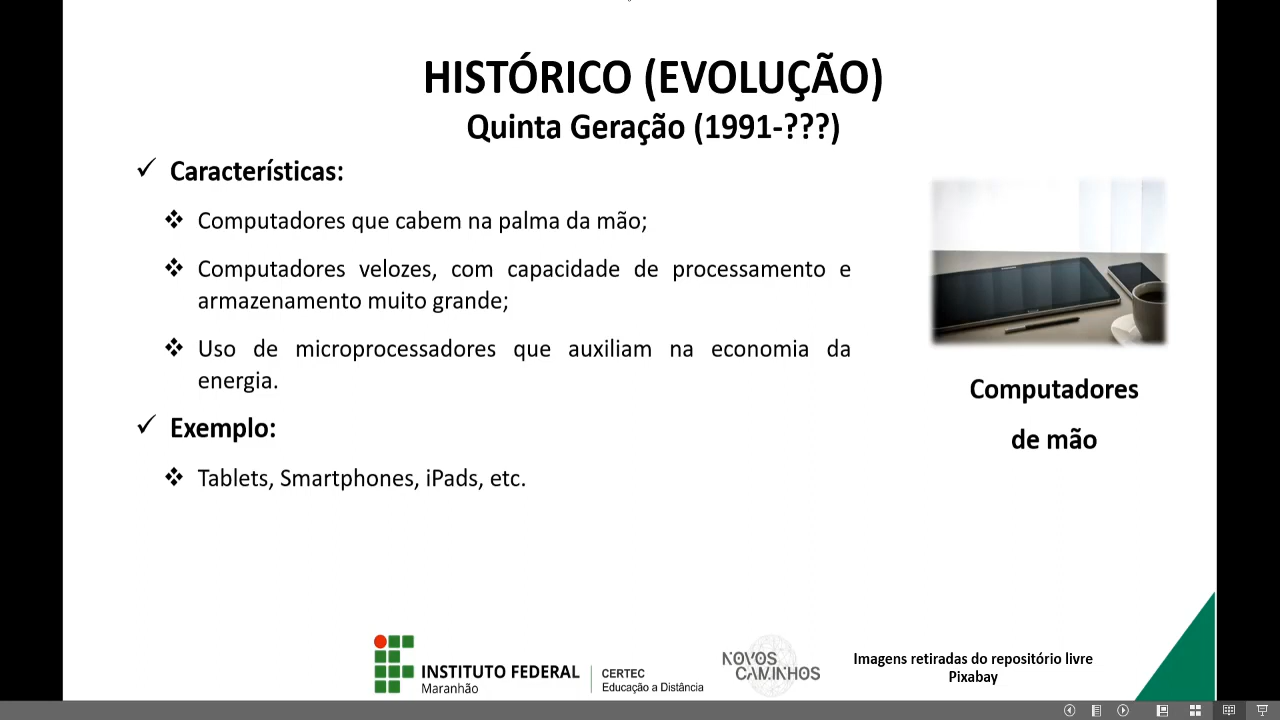 HISTÓRICO (EVOLUÇÃO)
Quinta Geração (1991-???)
Características:
Computadores que cabem na palma da mão;
Computadores velozes, com capacidade de processamento e
armazenamento muito grande;
Uso de microprocessadores que auxiliam na economia da
energia.
Exemplo:
Tablets, Smartphones, iPads, etc.
Computadores
de mão
INSTITUTO FEDERAL
Maranhão
CERTEC
Educação a Distância
NOVOS
CAMINHOS
Imagens retiradas do repositório livre
Pixabay